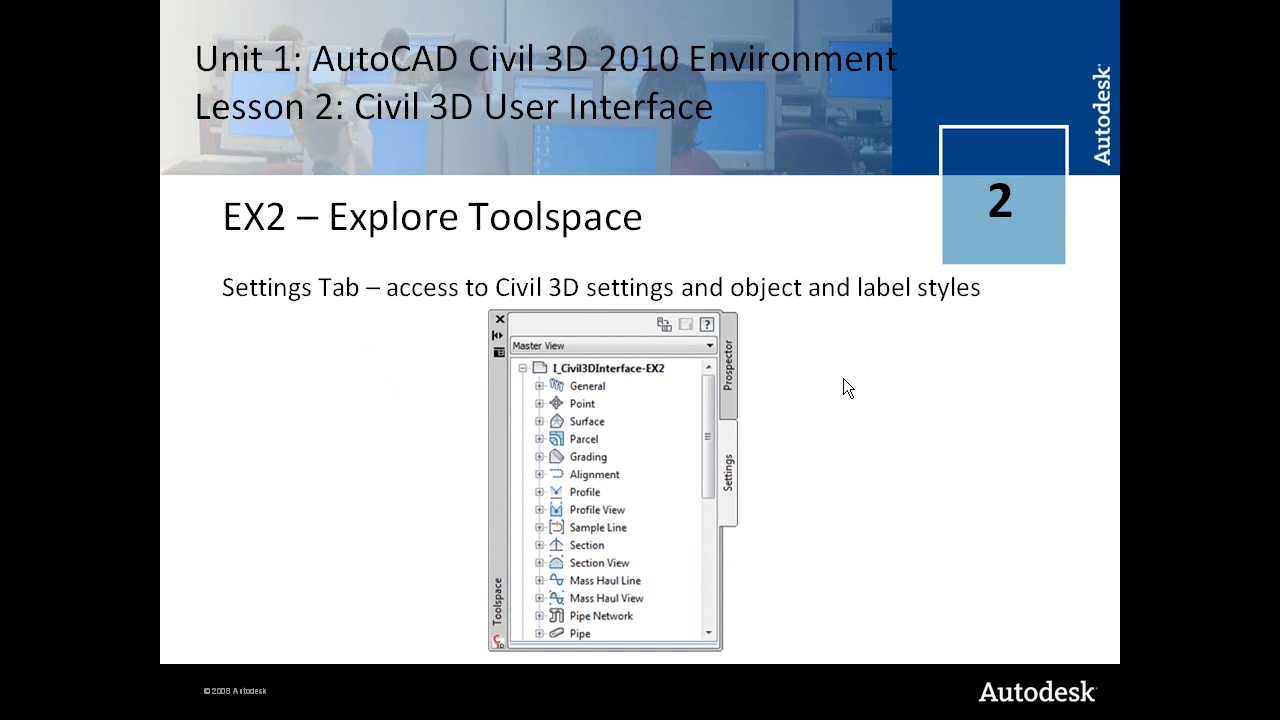 Unit 1: AutoCAD Civil 3D 2010 Environment
Lesson 2: Civil 3D User Interface
Autodesk
2
EX2 – Explore Toolspace
Settings Tab – access to Civil 3D settings and object and label styles
Master View
I_Civil3DInterface-EX2
General
Point
Surface
Parcel
Grading
Alignment
Profile
Profile View
Sample Line
Section
Section View
Mass Haul Line
Mass Haul View
Pipe Network
Pipe
Prospector
Settings
Toolspace
© 2008 Autodesk
Autodesk